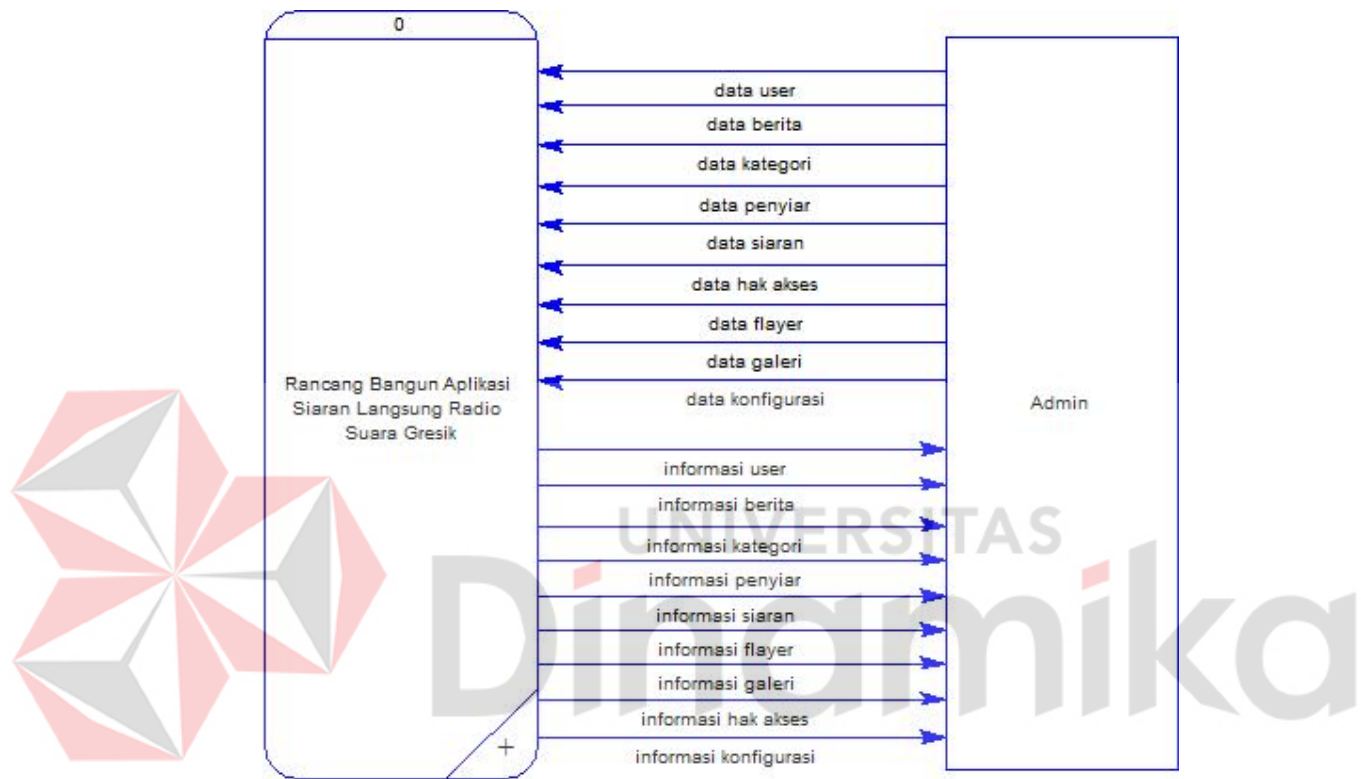 0
data user
data berita
data kategori
data penyiar
data siaran
data hak akses
data flayer
data galeri
data konfigurasi
Rancang Bangun Aplikasi
Siaran Langsung Radio
Suara Gresik
Admin
informasi user
informasi berita
informasi kategori
informasi penyiar
informasi siaran
informasi flayer
informasi galeri
informasi hak akses
informasi konfigurasi
+
UNIVERSITAS
Dinamika